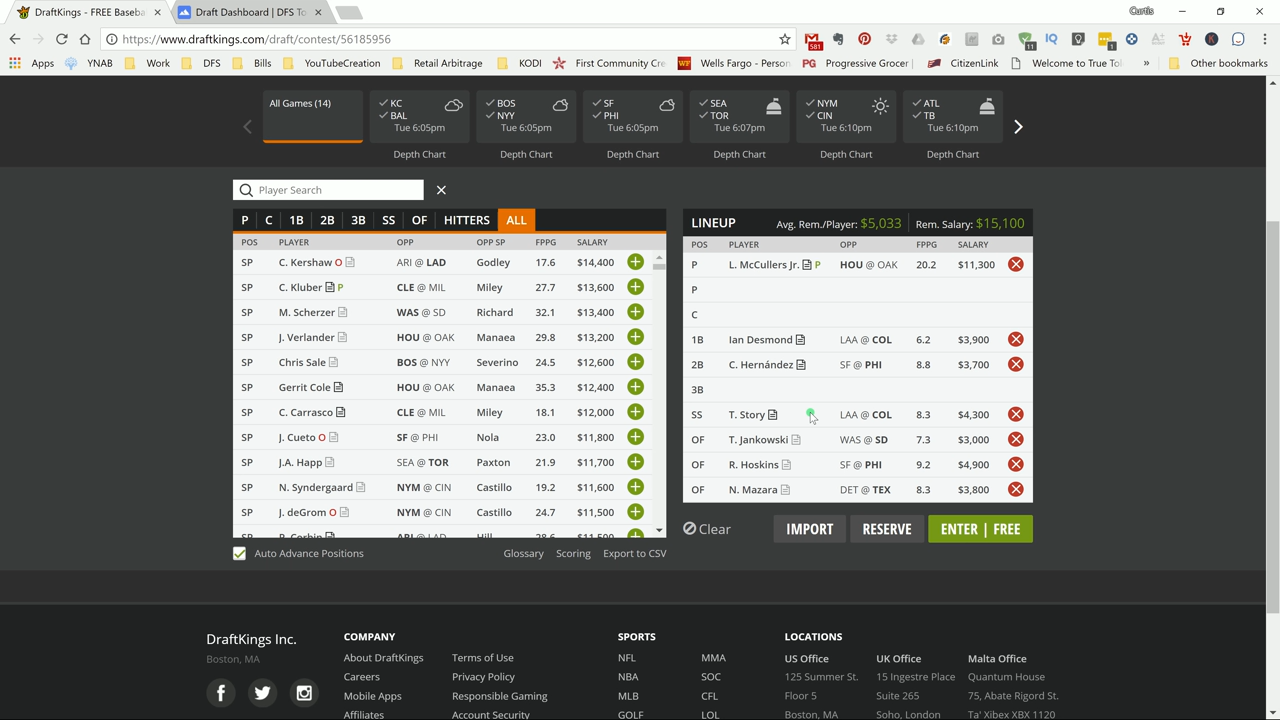 DraftKings - FREE Baseba
Draft Dashboard | DFS To
Curtis
https://www.draftkings.com/draft/contest/56185956
581
11
1
Apps YNAB Work DFS Bills YouTubeCreation Retail Arbitrage KODI First Community Cre Wells Fargo - Person PG Progressive Grocer | CitizenLink Welcome to True To » Other bookmarks
All Games (14)
KC
BAL
Tue 6:05pm
Depth Chart
BOS
NYY
Tue 6:05pm
Depth Chart
SF
PHI
Tue 6:05pm
Depth Chart
SEA
TOR
Tue 6:07pm
Depth Chart
NYM
CIN
Tue 6:10pm
Depth Chart
ATL
TB
Tue 6:10pm
Depth Chart
Player Search
P C 1B 2B 3B SS OF HITTERS ALL
POS PLAYER OPP OPP SP FPPG SALARY
SP C. Kershaw O ARI @ LAD Godley 17.6 $14,400
SP C. Kluber P CLE @ MIL Miley 27.7 $13,600
SP M. Scherzer WAS @ SD Richard 32.1 $13,400
SP J. Verlander HOU @ OAK Manaea 29.8 $13,200
SP Chris Sale BOS @ NYY Severino 24.5 $12,600
SP Gerrit Cole HOU @ OAK Manaea 35.3 $12,400
SP C. Carrasco CLE @ MIL Miley 18.1 $12,000
SP J. Cueto O SF @ PHI Nola 23.0 $11,800
SP J.A. Happ SEA @ TOR Paxton 21.9 $11,700
SP N. Syndergaard NYM @ CIN Castillo 19.2 $11,600
SP J. deGrom O NYM @ CIN Castillo 24.7 $11,500
SP P. Corbin ARI @ LAD Hill 28.6 $11,500
Auto Advance Positions
Glossary Scoring Export to CSV
LINEUP Avg. Rem./Player: $5,033 Rem. Salary: $15,100
POS PLAYER OPP FPPG SALARY
P L. McCullers Jr. P HOU @ OAK 20.2 $11,300
P
C
1B Ian Desmond LAA @ COL 6.2 $3,900
2B C. Hernández SF @ PHI 8.8 $3,700
3B
SS T. Story LAA @ COL 8.3 $4,300
OF T. Jankowski WAS @ SD 7.3 $3,000
OF R. Hoskins SF @ PHI 9.2 $4,900
OF N. Mazara DET @ TEX 8.3 $3,800
Clear IMPORT RESERVE ENTER | FREE
DraftKings Inc.
Boston, MA
COMPANY
About DraftKings
Careers
Mobile Apps
Affiliates
Terms of Use
Privacy Policy
Responsible Gaming
Account Security
SPORTS
NFL
NBA
MLB
GOLF
MMA
SOC
CFL
LOL
LOCATIONS
US Office
125 Summer St.
Floor 5
Boston, MA
UK Office
15 Ingestre Place
Suite 265
Soho, London
Malta Office
Quantum House
75, Abate Rigord St.
Ta' Xibex XBX 1120